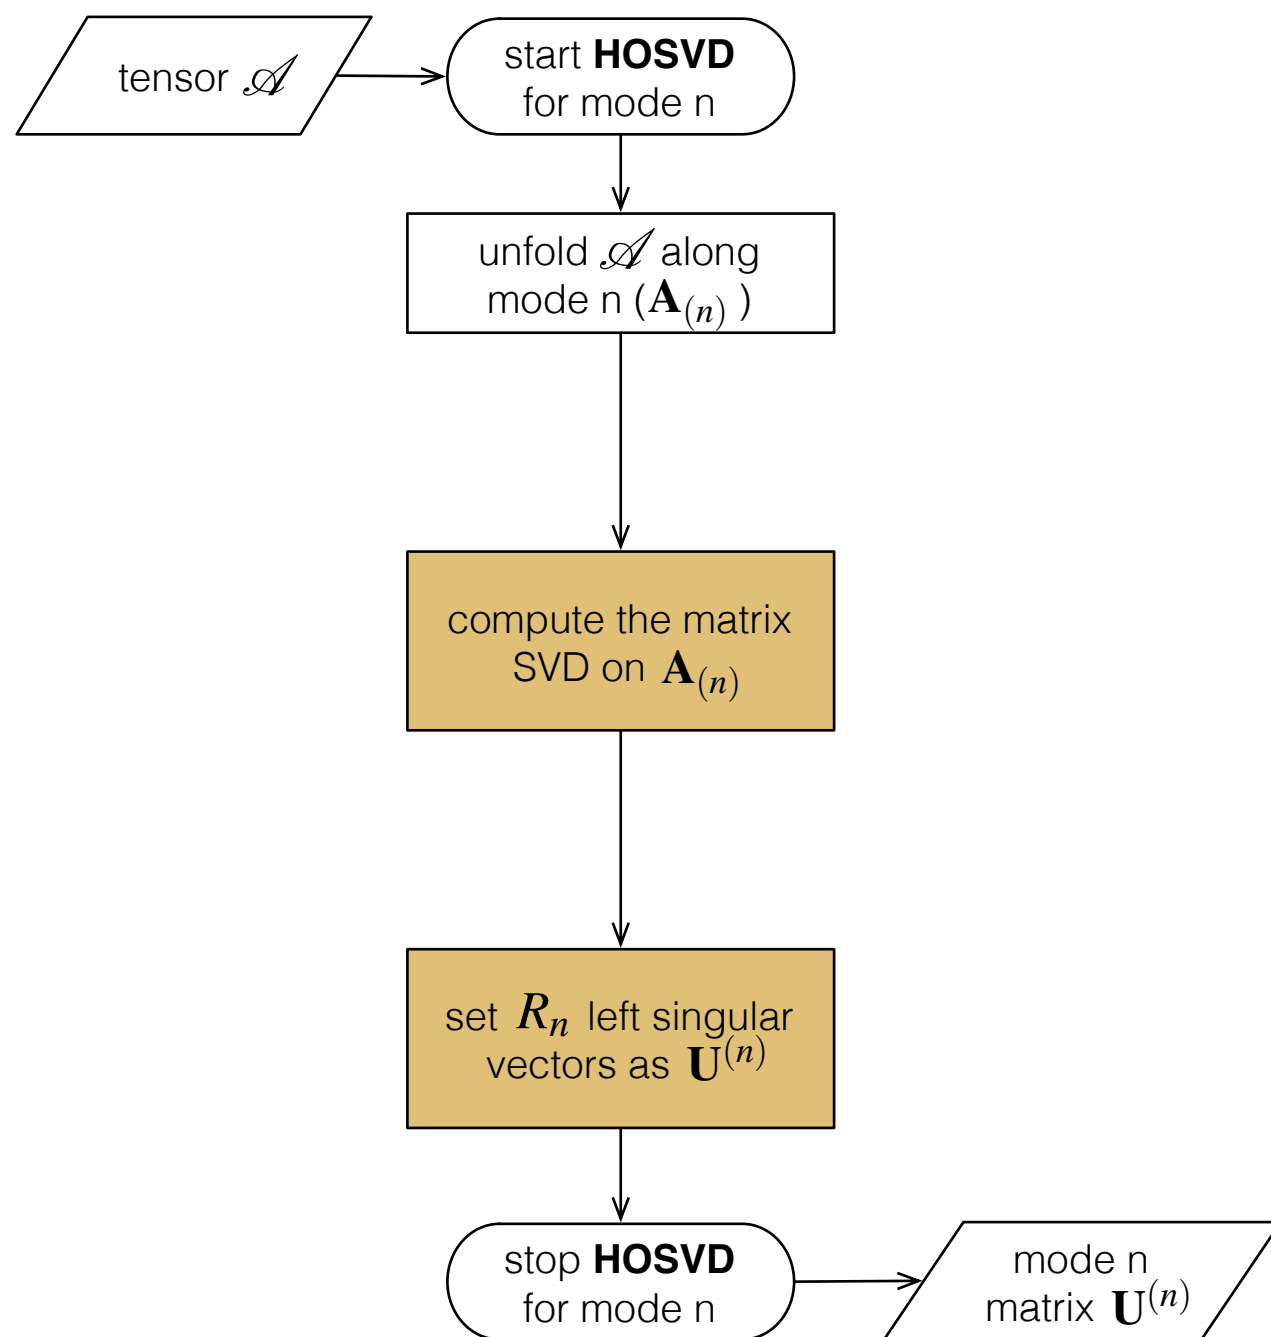 tensor 𝒜
start HOSVD
for mode n
unfold 𝒜 along
mode n (A₍ₙ₎ )
compute the matrix
SVD on A₍ₙ₎
set Rₙ left singular
vectors as U⁽ⁿ⁾
stop HOSVD
for mode n
mode n
matrix U⁽ⁿ⁾